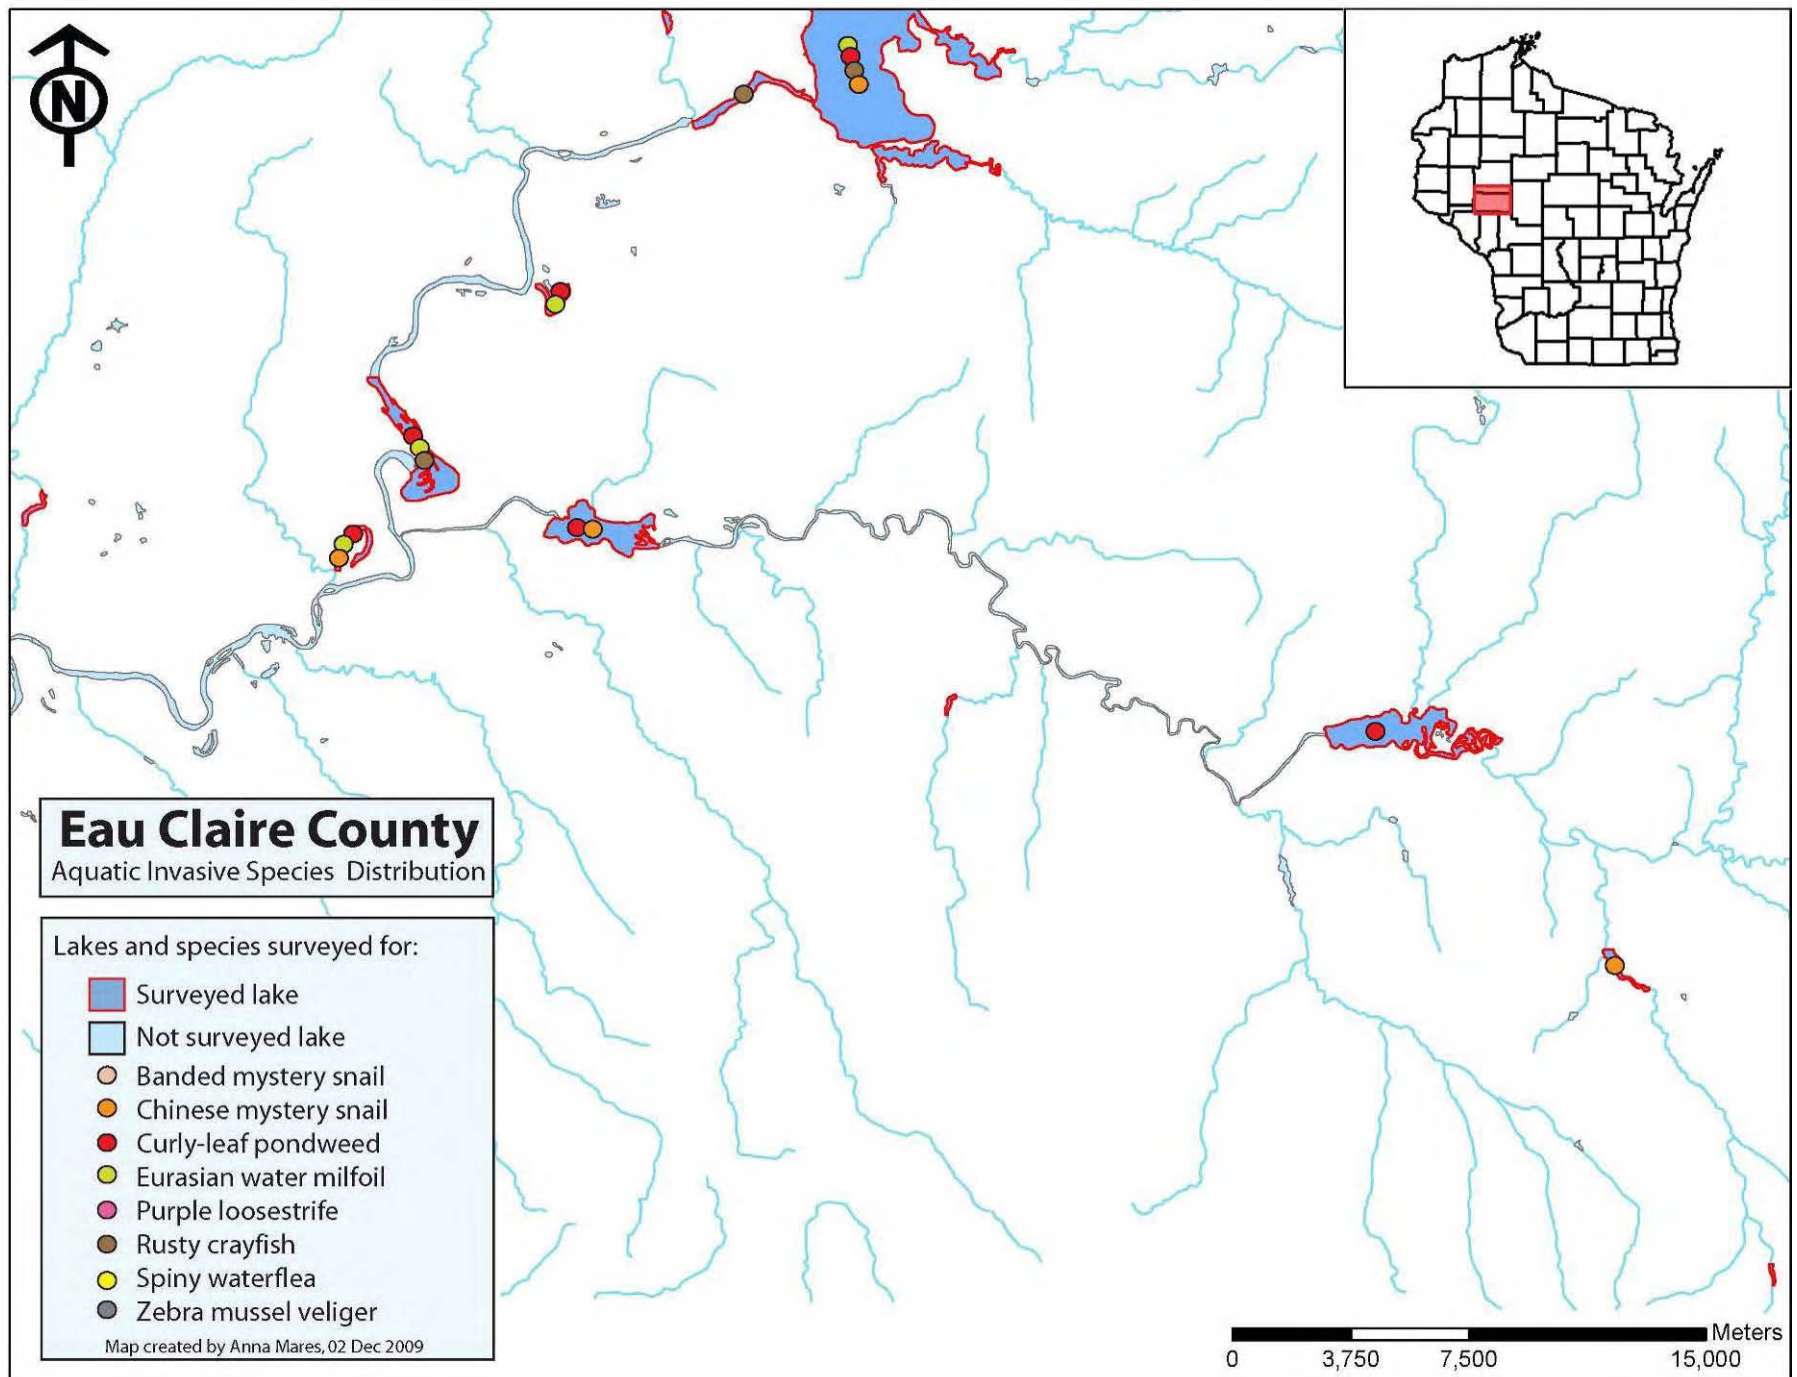 N
Eau Claire County
Aquatic Invasive Species Distribution
Lakes and species surveyed for:
Surveyed lake
Not surveyed lake
Banded mystery snail
Chinese mystery snail
Curly-leaf pondweed
Eurasian water milfoil
Purple loosestrife
Rusty crayfish
Spiny waterflea
Zebra mussel veliger
Map created by Anna Mares, 02 Dec 2009
Meters
0 3,750 7,500 15,000